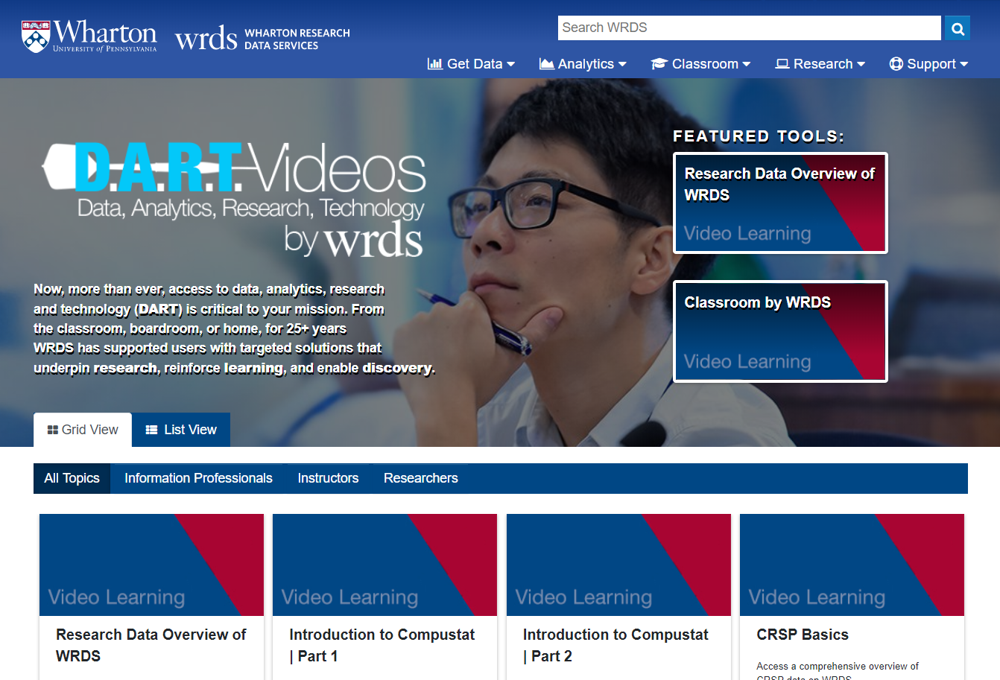 Wharton
UNIVERSITY of PENNSYLVANIA
wrds
WHARTON RESEARCH
DATA SERVICES
Search WRDS
Get Data
Analytics
Classroom
Research
Support
D.A.R.T. Videos
Data, Analytics, Research, Technology
by wrds
Now, more than ever, access to data, analytics, research
and technology (DART) is critical to your mission. From
the classroom, boardroom, or home, for 25+ years
WRDS has supported users with targeted solutions that
underpin research, reinforce learning, and enable discovery.
FEATURED TOOLS:
Research Data Overview of
WRDS
Video Learning
Classroom by WRDS
Video Learning
Grid View
List View
All Topics
Information Professionals
Instructors
Researchers
Video Learning
Research Data Overview of
WRDS
Video Learning
Introduction to Compustat
| Part 1
Video Learning
Introduction to Compustat
| Part 2
Video Learning
CRSP Basics
Access a comprehensive overview of
CRSP data on WRDS